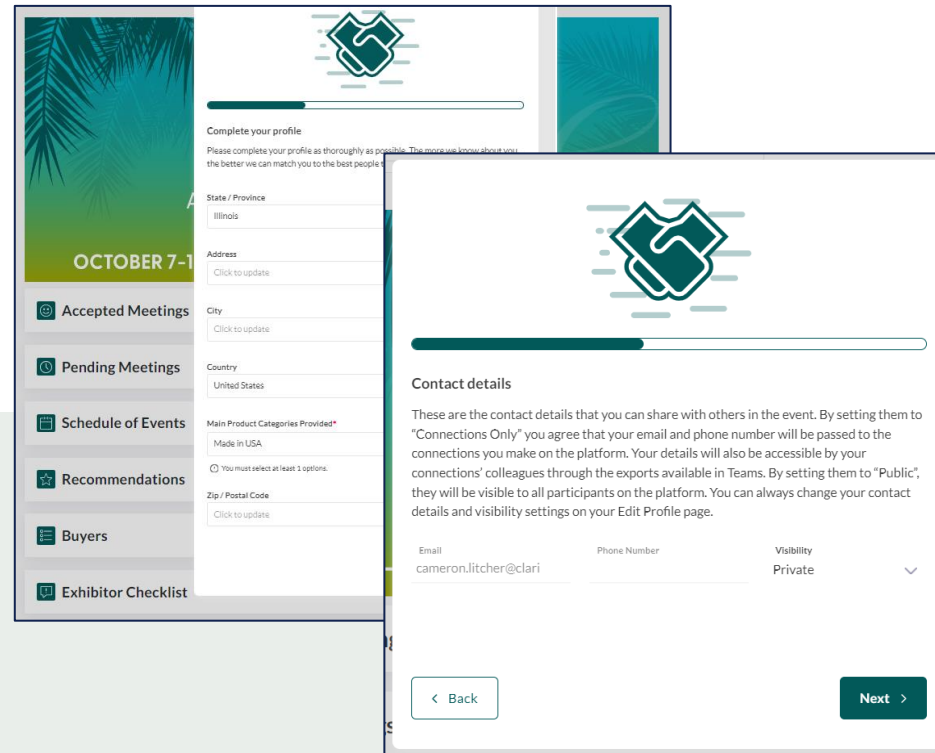 A
OCTOBER 7-1
Accepted Meetings
Pending Meetings
Schedule of Events
Recommendations
Buyers
Exhibitor Checklist
Complete your profile
Please complete your profile as thoroughly as possible. The more we know about you
the better we can match you to the best people
State / Province
Illinois
Address
Click to update
City
Click to update
Country
United States
Main Product Categories Provided*
Made in USA
You must select at least 1 options.
Zip / Postal Code
Click to update
Contact details
These are the contact details that you can share with others in the event. By setting them to
“Connections Only” you agree that your email and phone number will be passed to the
connections you make on the platform. Your details will also be accessible by your
connections’ colleagues through the exports available in Teams. By setting them to “Public”,
they will be visible to all participants on the platform. You can always change your contact
details and visibility settings on your Edit Profile page.
Email Phone Number Visibility
cameron.litcher@clari Private
Back Next